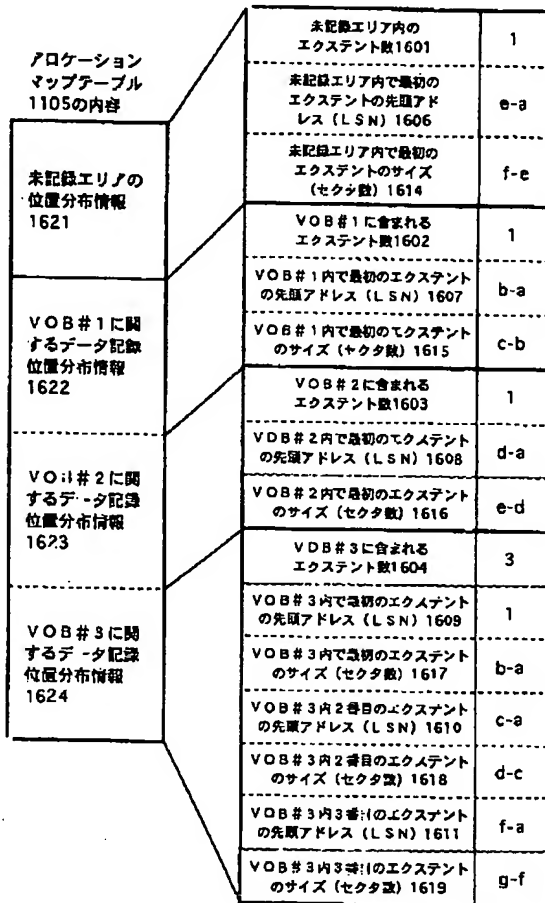 アロケーション
マップテーブル
1105の内容
未記録エリアの
位置分布情報
1621
VOB#1に関
するデータ記録
位置分布情報
1622
VOB#2に関
するデータ記録
位置分布情報
1623
VOB#3に関
するデータ記録
位置分布情報
1624
未記録エリア内の
エクステント数1601
1
未記録エリア内で最初の
エクステントの先頭アド
レス(LSN)1606
e-a
未記録エリア内で最初の
エクステントのサイズ
(セクタ数)1614
f-e
VOB#1に含まれる
エクステント数1602
1
VOB#1内で最初のエクステント
の先頭アドレス(LSN)1607
b-a
VOB#1内で最初のエクステント
のサイズ(セクタ数)1615
c-b
VOB#2に含まれる
エクステント数1603
1
VOB#2内で最初のエクステント
の先頭アドレス(LSN)1608
d-a
VOB#2内で最初のエクステント
のサイズ(セクタ数)1616
e-d
VOB#3に含まれる
エクステント数1604
3
VOB#3内で最初のエクステント
の先頭アドレス(LSN)1609
1
VOB#3内で最初のエクステント
のサイズ(セクタ数)1617
b-a
VOB#3内2番目のエクステント
の先頭アドレス(LSN)1610
c-a
VOB#3内2番目のエクステント
のサイズ(セクタ数)1618
d-c
VOB#3内3番目のエクステント
の先頭アドレス(LSN)1611
f-a
VOB#3内3番目のエクステント
のサイズ(セクタ数)1619
g-f